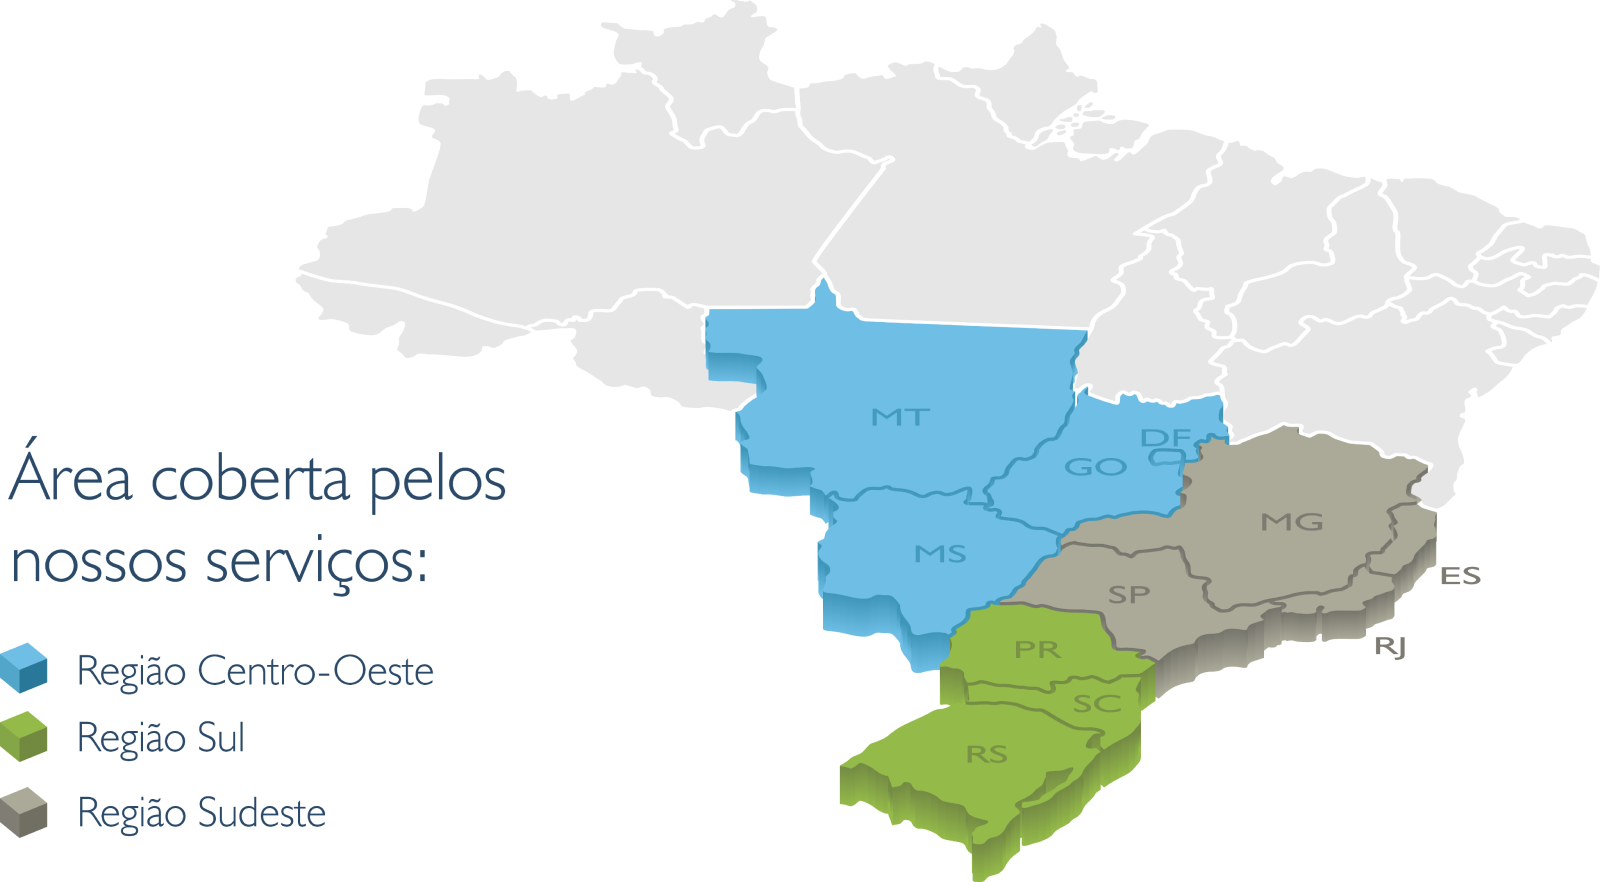 Área coberta pelos
nossos serviços:
Região Centro-Oeste
Região Sul
Região Sudeste
MT
DF
GO
MG
MS
ES
SP
RJ
PR
SC
RS